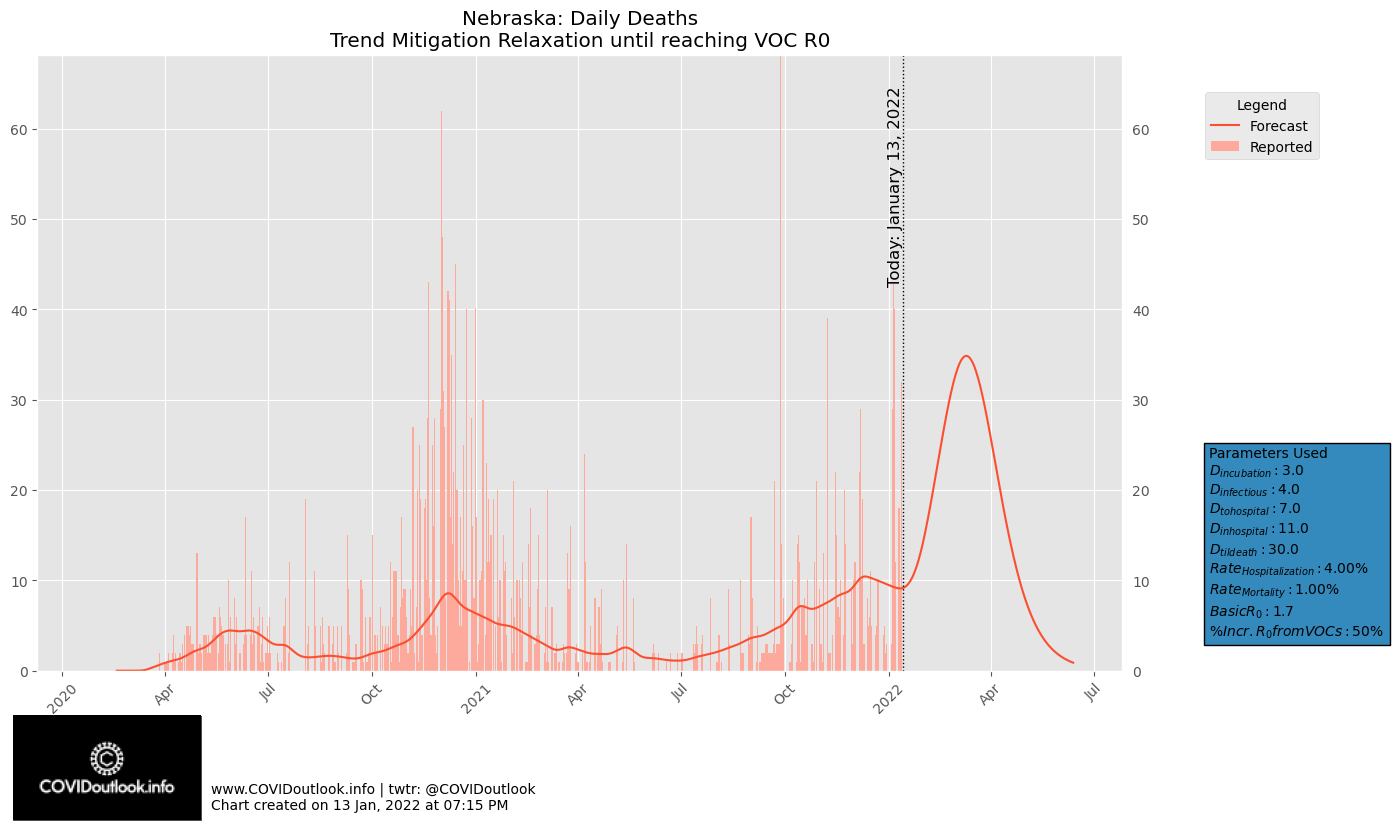 Nebraska: Daily Deaths
Trend Mitigation Relaxation until reaching VOC R0
60
50
40
30
20
10
0
60
50
40
30
20
10
0
2020
Apr
Jul
Oct
2021
Apr
Jul
Oct
2022
Apr
Jul
Today: January 13, 2022
Legend
Forecast
Reported
Parameters Used
D_incubation : 3.0
D_infectious : 4.0
D_tohospital : 7.0
D_inhospital : 11.0
D_tildeath : 30.0
Rate_Hospitalization : 4.00%
Rate_Mortality : 1.00%
BasicR_0 : 1.7
%Incr. R_0 fromVOCs : 50%
COVIDoutlook.info
www.COVIDoutlook.info | twtr: @COVIDoutlook
Chart created on 13 Jan, 2022 at 07:15 PM